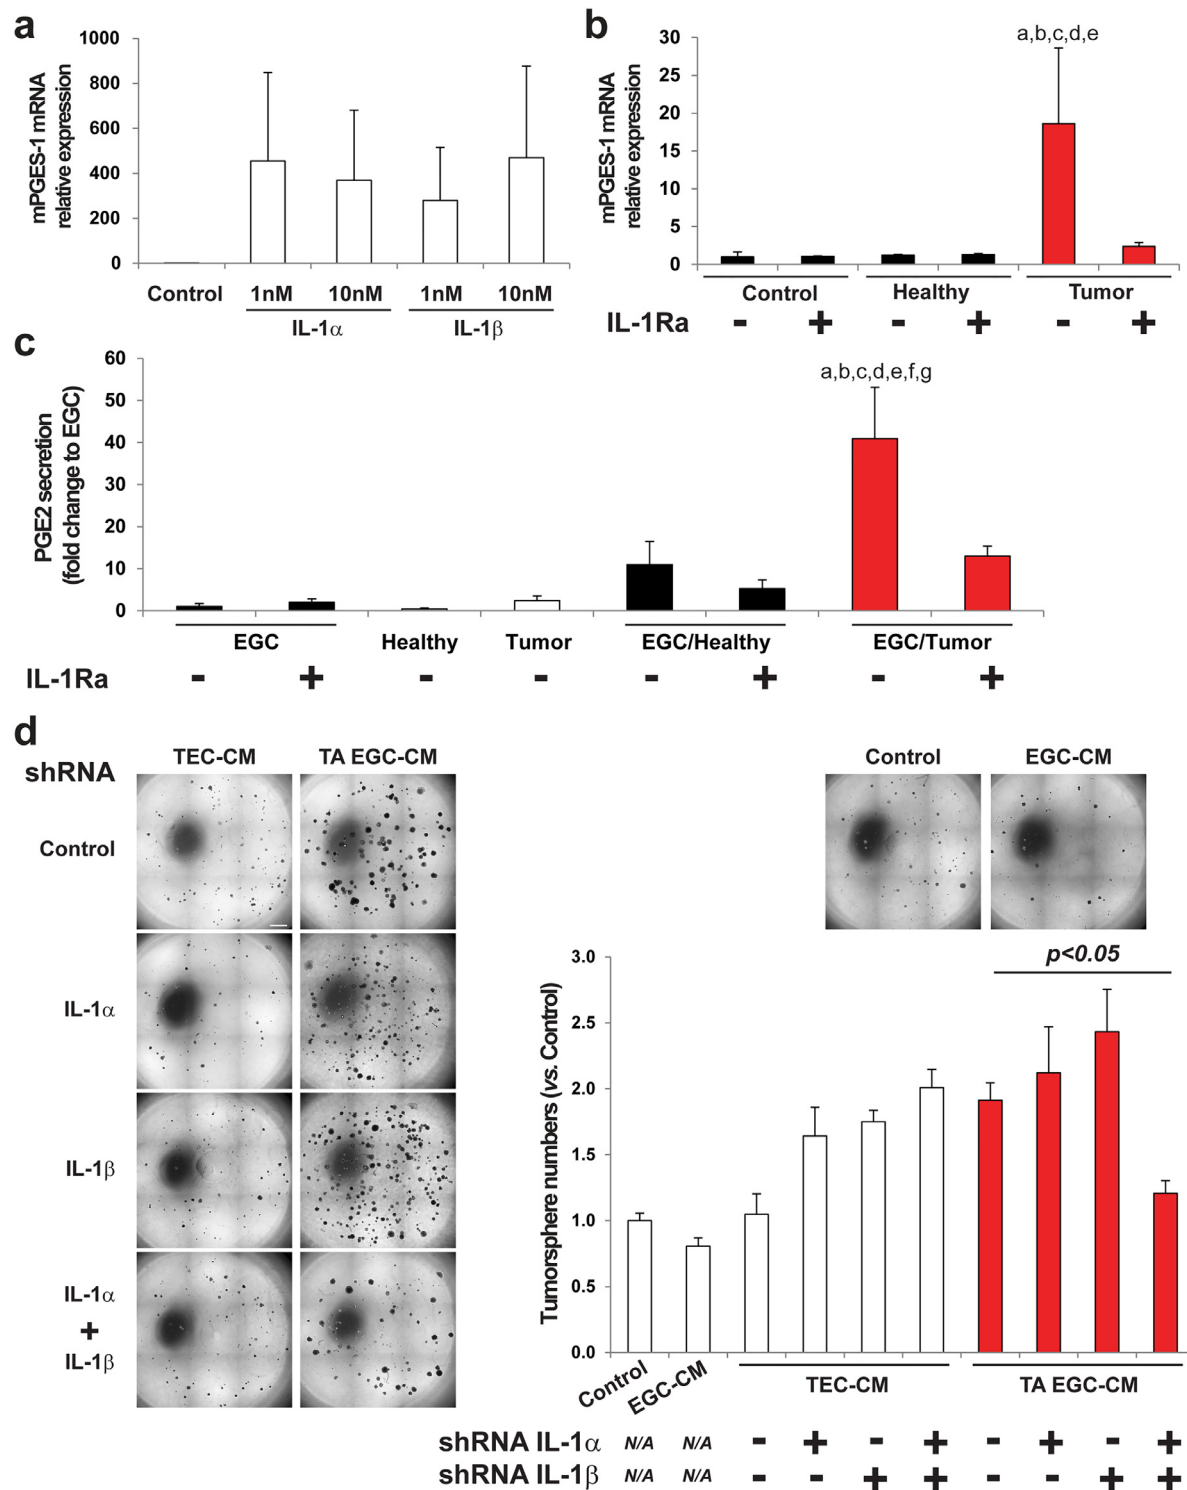 a
mPGES-1 mRNA
relative expression
1000
800
600
400
200
0
Control
1nM
10nM
1nM
10nM
IL-1α
IL-1β
b
mPGES-1 mRNA
relative expression
30
25
20
15
10
5
0
a,b,c,d,e
Control
Healthy
Tumor
IL-1Ra
- + - + - +
c
PGE2 secretion
(fold change to EGC)
60
50
40
30
20
10
0
a,b,c,d,e,f,g
EGC
Healthy
Tumor
EGC/Healthy
EGC/Tumor
IL-1Ra
- + - - - + - +
d
shRNA
TEC-CM
TA EGC-CM
Control
IL-1α
IL-1β
IL-1α
+
IL-1β
Control
EGC-CM
Tumorsphere numbers (vs. Control)
3.0
2.5
2.0
1.5
1.0
0.5
0.0
p<0.05
Control
EGC-CM
TEC-CM
TA EGC-CM
shRNA IL-1α N/A N/A - + - + - + - +
shRNA IL-1β N/A N/A - - + + - - + +